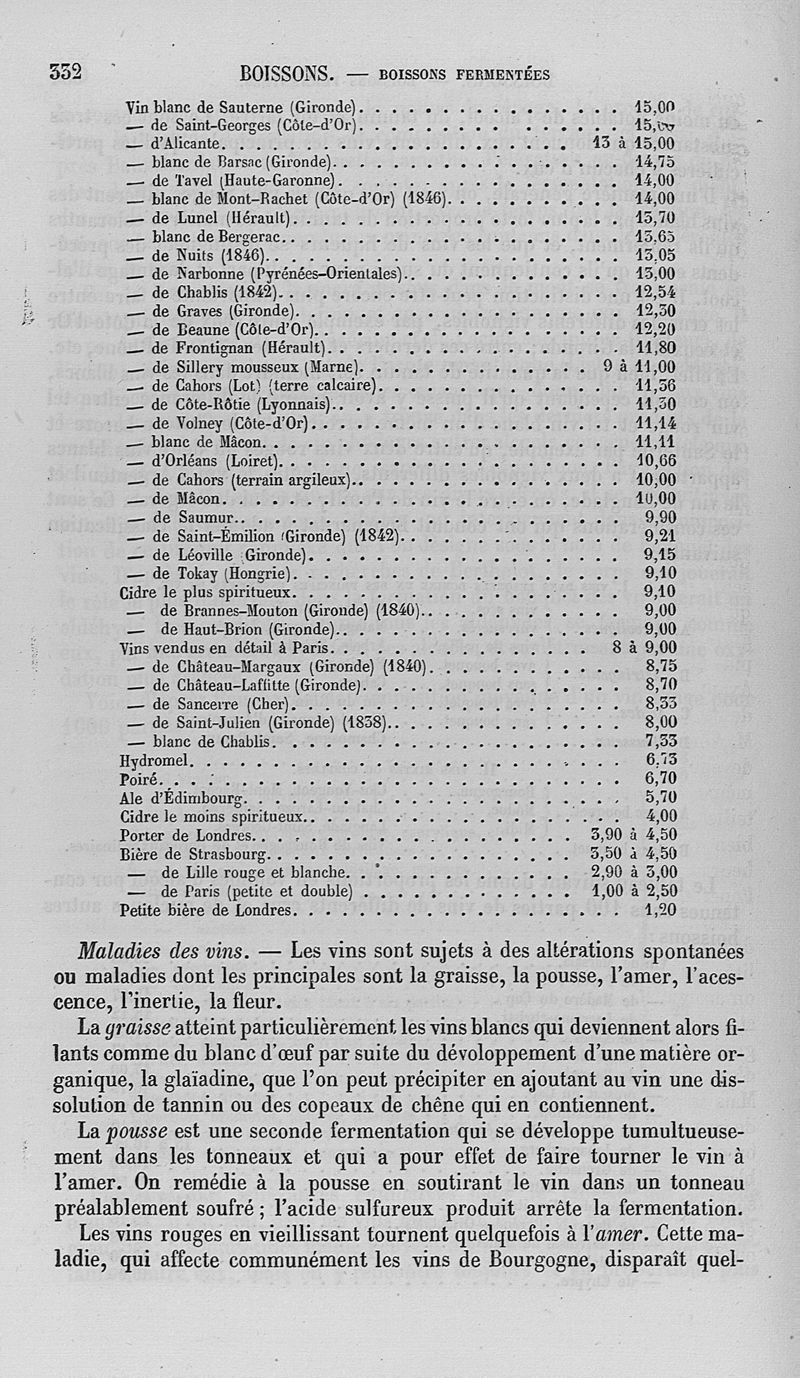 332 BOISSONS. — BOISSONS FERMENTÉES
Vin blanc de Sauterne (Gironde). . . . . . . . . . . . . . . . 15,00
— de Saint-Georges (Côte-d'Or). . . . . . . . . . . . . . . 15,
— d'Alicante. . . . . . . . . . . . . . . . . . . . . 13 à 15,00
— blanc de Barsac (Gironde). . . . . . . . . . . . . . . . . 14,75
— de Tavel (Haute-Garonne). . . . . . . . . . . . . . . . . 14,00
— blanc de Mont-Rachet (Côte-d'Or) (1846). . . . . . . . . . . 14,00
— de Lunel (Hérault). . . . . . . . . . . . . . . . . . . . 13,70
— blanc de Bergerac. . . . . . . . . . . . . . . . . . . . . 13,65
— de Nuits (1846). . . . . . . . . . . . . . . . . . . . . . 13,05
— de Narbonne (Pyrénées-Orientales). . . . . . . . . . . . . . 13,00
— de Chablis (1842). . . . . . . . . . . . . . . . . . . . . 12,54
— de Graves (Gironde). . . . . . . . . . . . . . . . . . . . 12,30
— de Beaune (Côte-d'Or). . . . . . . . . . . . . . . . . . . 12,20
— de Frontignan (Hérault). . . . . . . . . . . . . . . . . . 11,80
— de Sillery mousseux (Marne). . . . . . . . . . . . . . 9 à 11,00
— de Cahors (Lot) (terre calcaire). . . . . . . . . . . . . . . 11,36
— de Côte-Rôtie (Lyonnais). . . . . . . . . . . . . . . . . . 11,30
— de Volney (Côte-d'Or). . . . . . . . . . . . . . . . . . . 11,14
— blanc de Mâcon. . . . . . . . . . . . . . . . . . . . . . 11,11
— d'Orléans (Loiret). . . . . . . . . . . . . . . . . . . . . 10,66
— de Cahors (terrain argileux). . . . . . . . . . . . . . . . . 10,00
— de Mâcon. . . . . . . . . . . . . . . . . . . . . . . . 10,00
— de Saumur. . . . . . . . . . . . . . . . . . . . . . . . 9,90
— de Saint-Émilion (Gironde) (1842). . . . . . . . . . . . . . 9,21
— de Léoville (Gironde). . . . . . . . . . . . . . . . . . . 9,15
— de Tokay (Hongrie). . . . . . . . . . . . . . . . . . . . 9,10
Cidre le plus spiritueux. . . . . . . . . . . . . . . . . . . . 9,10
— de Brannes-Mouton (Gironde) (1840). . . . . . . . . . . . . 9,00
— de Haut-Brion (Gironde). . . . . . . . . . . . . . . . . . 9,00
Vins vendus en détail à Paris. . . . . . . . . . . . . . . . 8 à 9,00
— de Château-Margaux (Gironde) (1840). . . . . . . . . . . . 8,75
— de Château-Laffitte (Gironde). . . . . . . . . . . . . . . . 8,70
— de Sancerre (Cher). . . . . . . . . . . . . . . . . . . . 8,33
— de Saint-Julien (Gironde) (1838). . . . . . . . . . . . . . . 8,00
— blanc de Chablis. . . . . . . . . . . . . . . . . . . . . 7,33
Hydromel. . . . . . . . . . . . . . . . . . . . . . . . . . 6,73
Poiré. . . . . . . . . . . . . . . . . . . . . . . . . . . . 6,70
Ale d'Édimbourg. . . . . . . . . . . . . . . . . . . . . . . 5,70
Cidre le moins spiritueux. . . . . . . . . . . . . . . . . . . 4,00
Porter de Londres. . . . . . . . . . . . . . . . . . . 3,90 à 4,50
Bière de Strasbourg. . . . . . . . . . . . . . . . . . . 3,50 à 4,50
— de Lille rouge et blanche. . . . . . . . . . . . . . 2,90 à 3,00
— de Paris (petite et double) . . . . . . . . . . . . . 1,00 à 2,50
Petite bière de Londres. . . . . . . . . . . . . . . . . . . . 1,20
Maladies des vins. — Les vins sont sujets à des altérations spontanées
ou maladies dont les principales sont la graisse, la pousse, l'amer, l'aces-
cence, l'inertie, la fleur.
La graisse atteint particulièrement les vins blancs qui deviennent alors fi-
lants comme du blanc d'œuf par suite du dévoloppement d'une matière or-
ganique, la glaïadine, que l'on peut précipiter en ajoutant au vin une dis-
solution de tannin ou des copeaux de chêne qui en contiennent.
La pousse est une seconde fermentation qui se développe tumultueuse-
ment dans les tonneaux et qui a pour effet de faire tourner le vin à
l'amer. On remédie à la pousse en soutirant le vin dans un tonneau
préalablement soufré ; l'acide sulfureux produit arrête la fermentation.
Les vins rouges en vieillissant tournent quelquefois à l'amer. Cette ma-
ladie, qui affecte communément les vins de Bourgogne, disparaît quel-